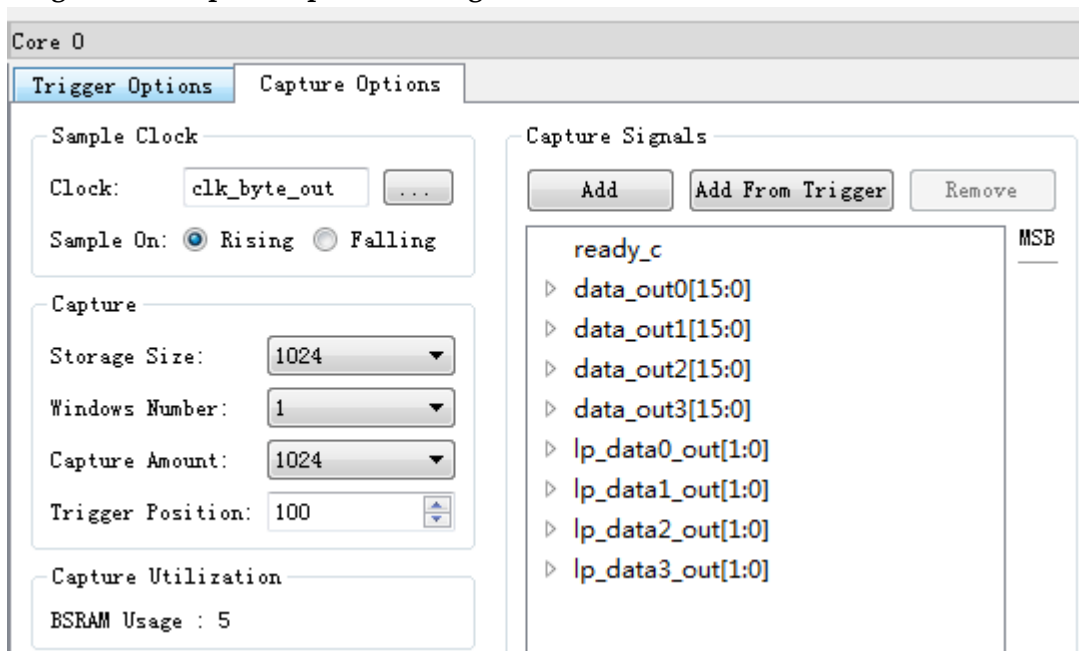 Core 0
Trigger Options
Capture Options
Sample Clock
Clock: clk_byte_out ...
Sample On: Rising Falling
Capture
Storage Size: 1024
Windows Number: 1
Capture Amount: 1024
Trigger Position: 100
Capture Utilization
BSRAM Usage : 5
Capture Signals
Add
Add From Trigger
Remove
MSB
ready_c
data_out0[15:0]
data_out1[15:0]
data_out2[15:0]
data_out3[15:0]
lp_data0_out[1:0]
lp_data1_out[1:0]
lp_data2_out[1:0]
lp_data3_out[1:0]